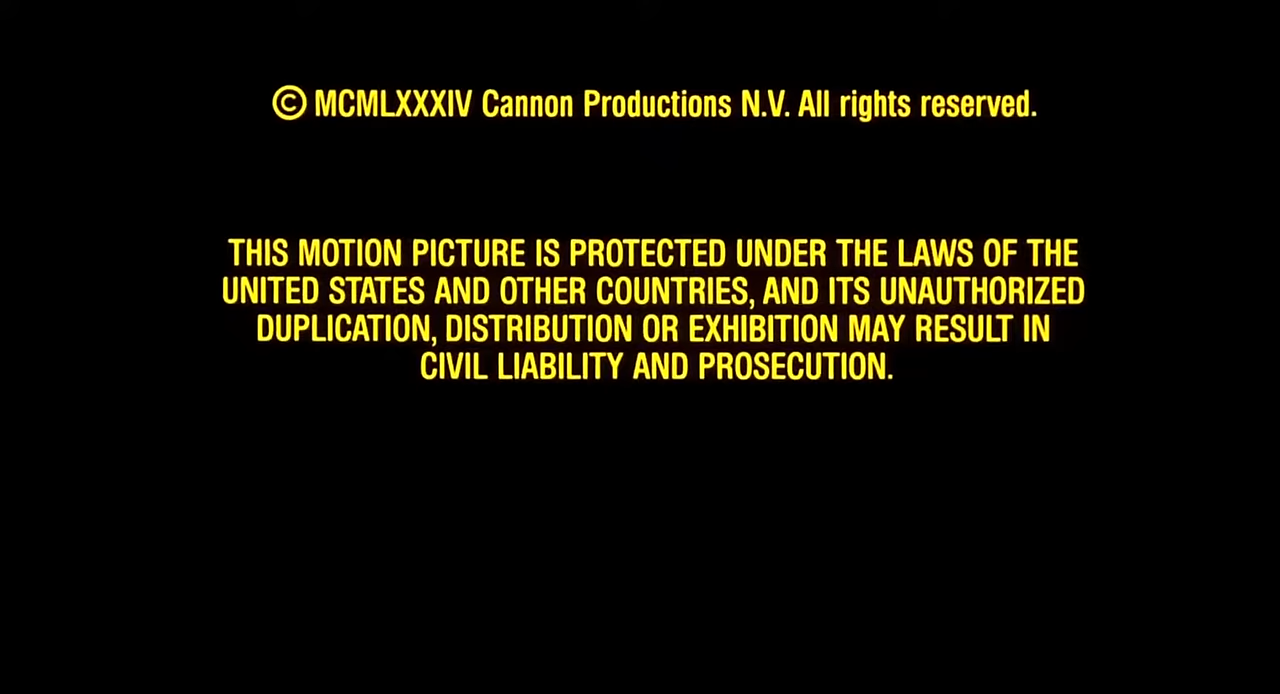 © MCMLXXXIV Cannon Productions N.V. All rights reserved.
THIS MOTION PICTURE IS PROTECTED UNDER THE LAWS OF THE
UNITED STATES AND OTHER COUNTRIES, AND ITS UNAUTHORIZED
DUPLICATION, DISTRIBUTION OR EXHIBITION MAY RESULT IN
CIVIL LIABILITY AND PROSECUTION.